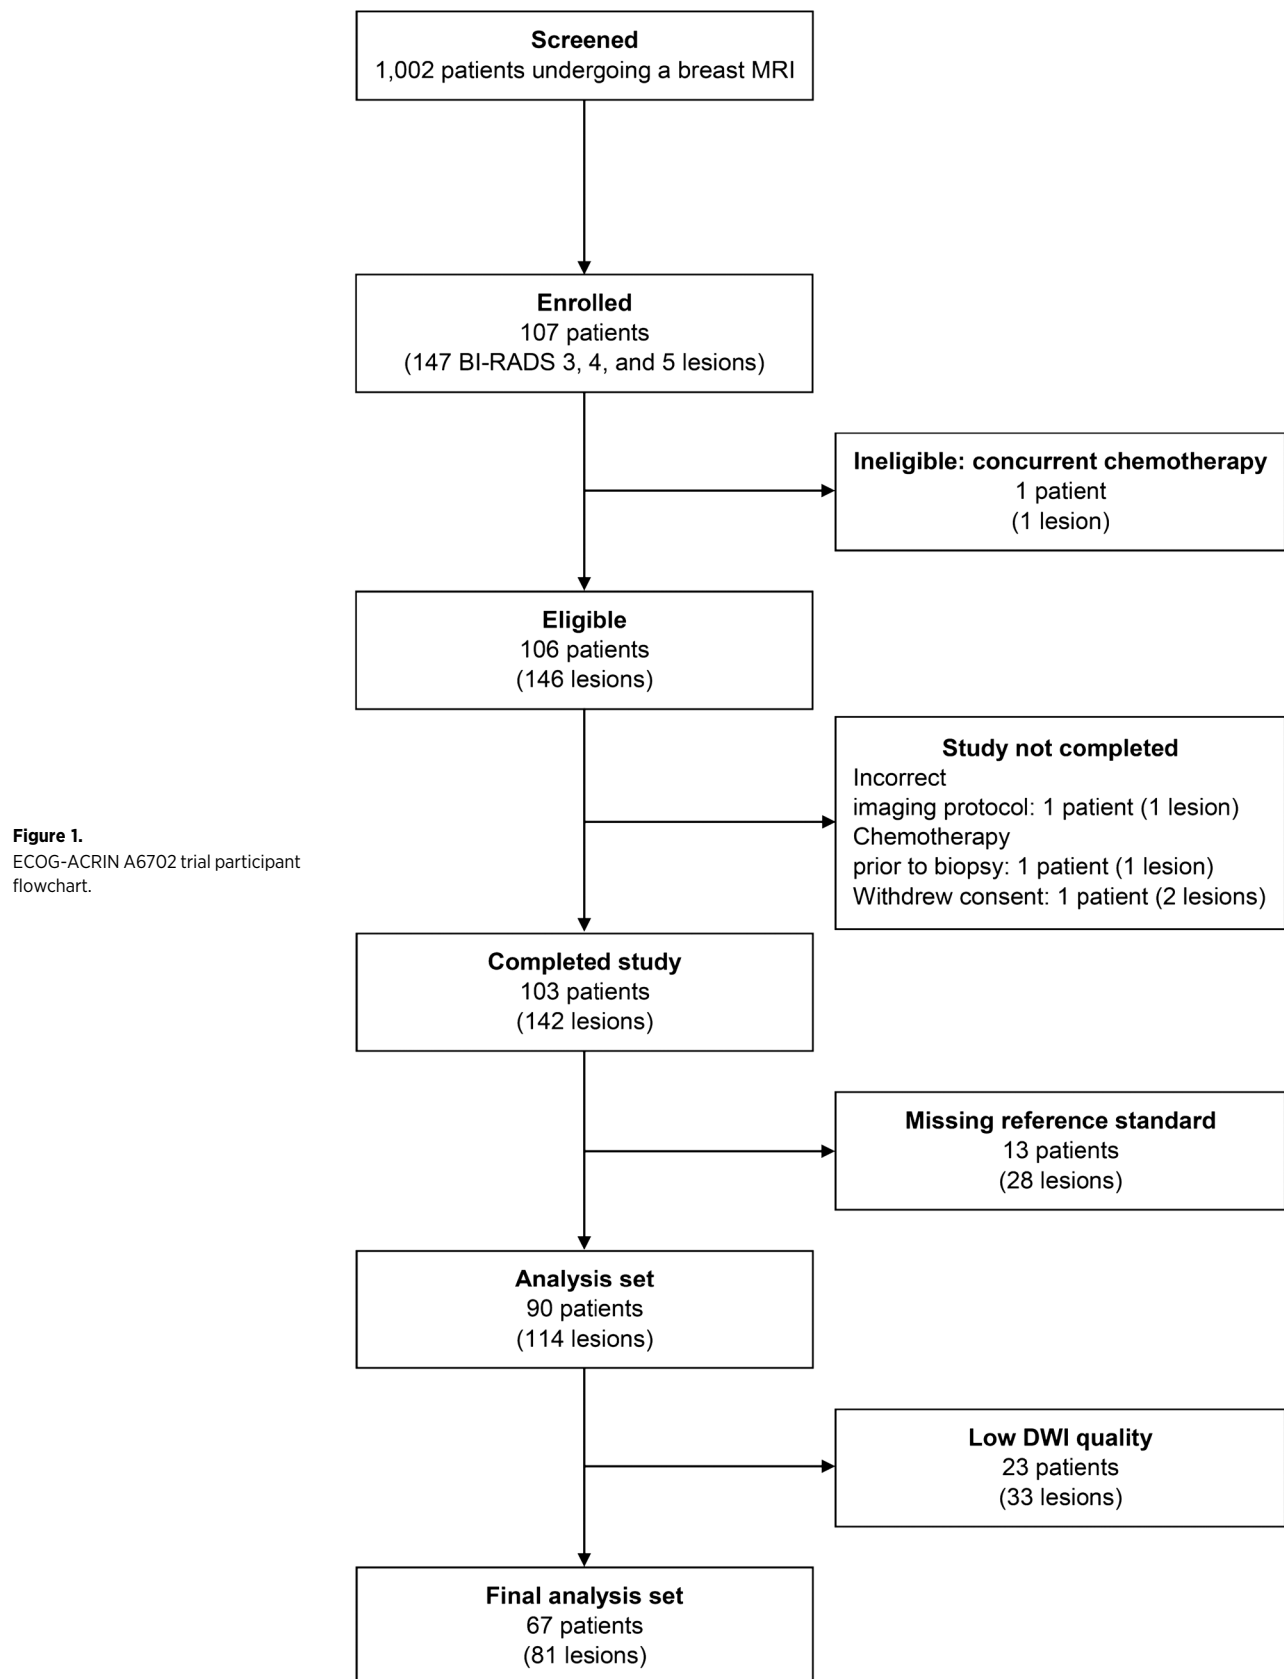 Screened
1,002 patients undergoing a breast MRI
Enrolled
107 patients
(147 BI-RADS 3, 4, and 5 lesions)
Ineligible: concurrent chemotherapy
1 patient
(1 lesion)
Eligible
106 patients
(146 lesions)
Study not completed
Incorrect
imaging protocol: 1 patient (1 lesion)
Chemotherapy
prior to biopsy: 1 patient (1 lesion)
Withdrew consent: 1 patient (2 lesions)
Figure 1.
ECOG-ACRIN A6702 trial participant
flowchart.
Completed study
103 patients
(142 lesions)
Missing reference standard
13 patients
(28 lesions)
Analysis set
90 patients
(114 lesions)
Low DWI quality
23 patients
(33 lesions)
Final analysis set
67 patients
(81 lesions)